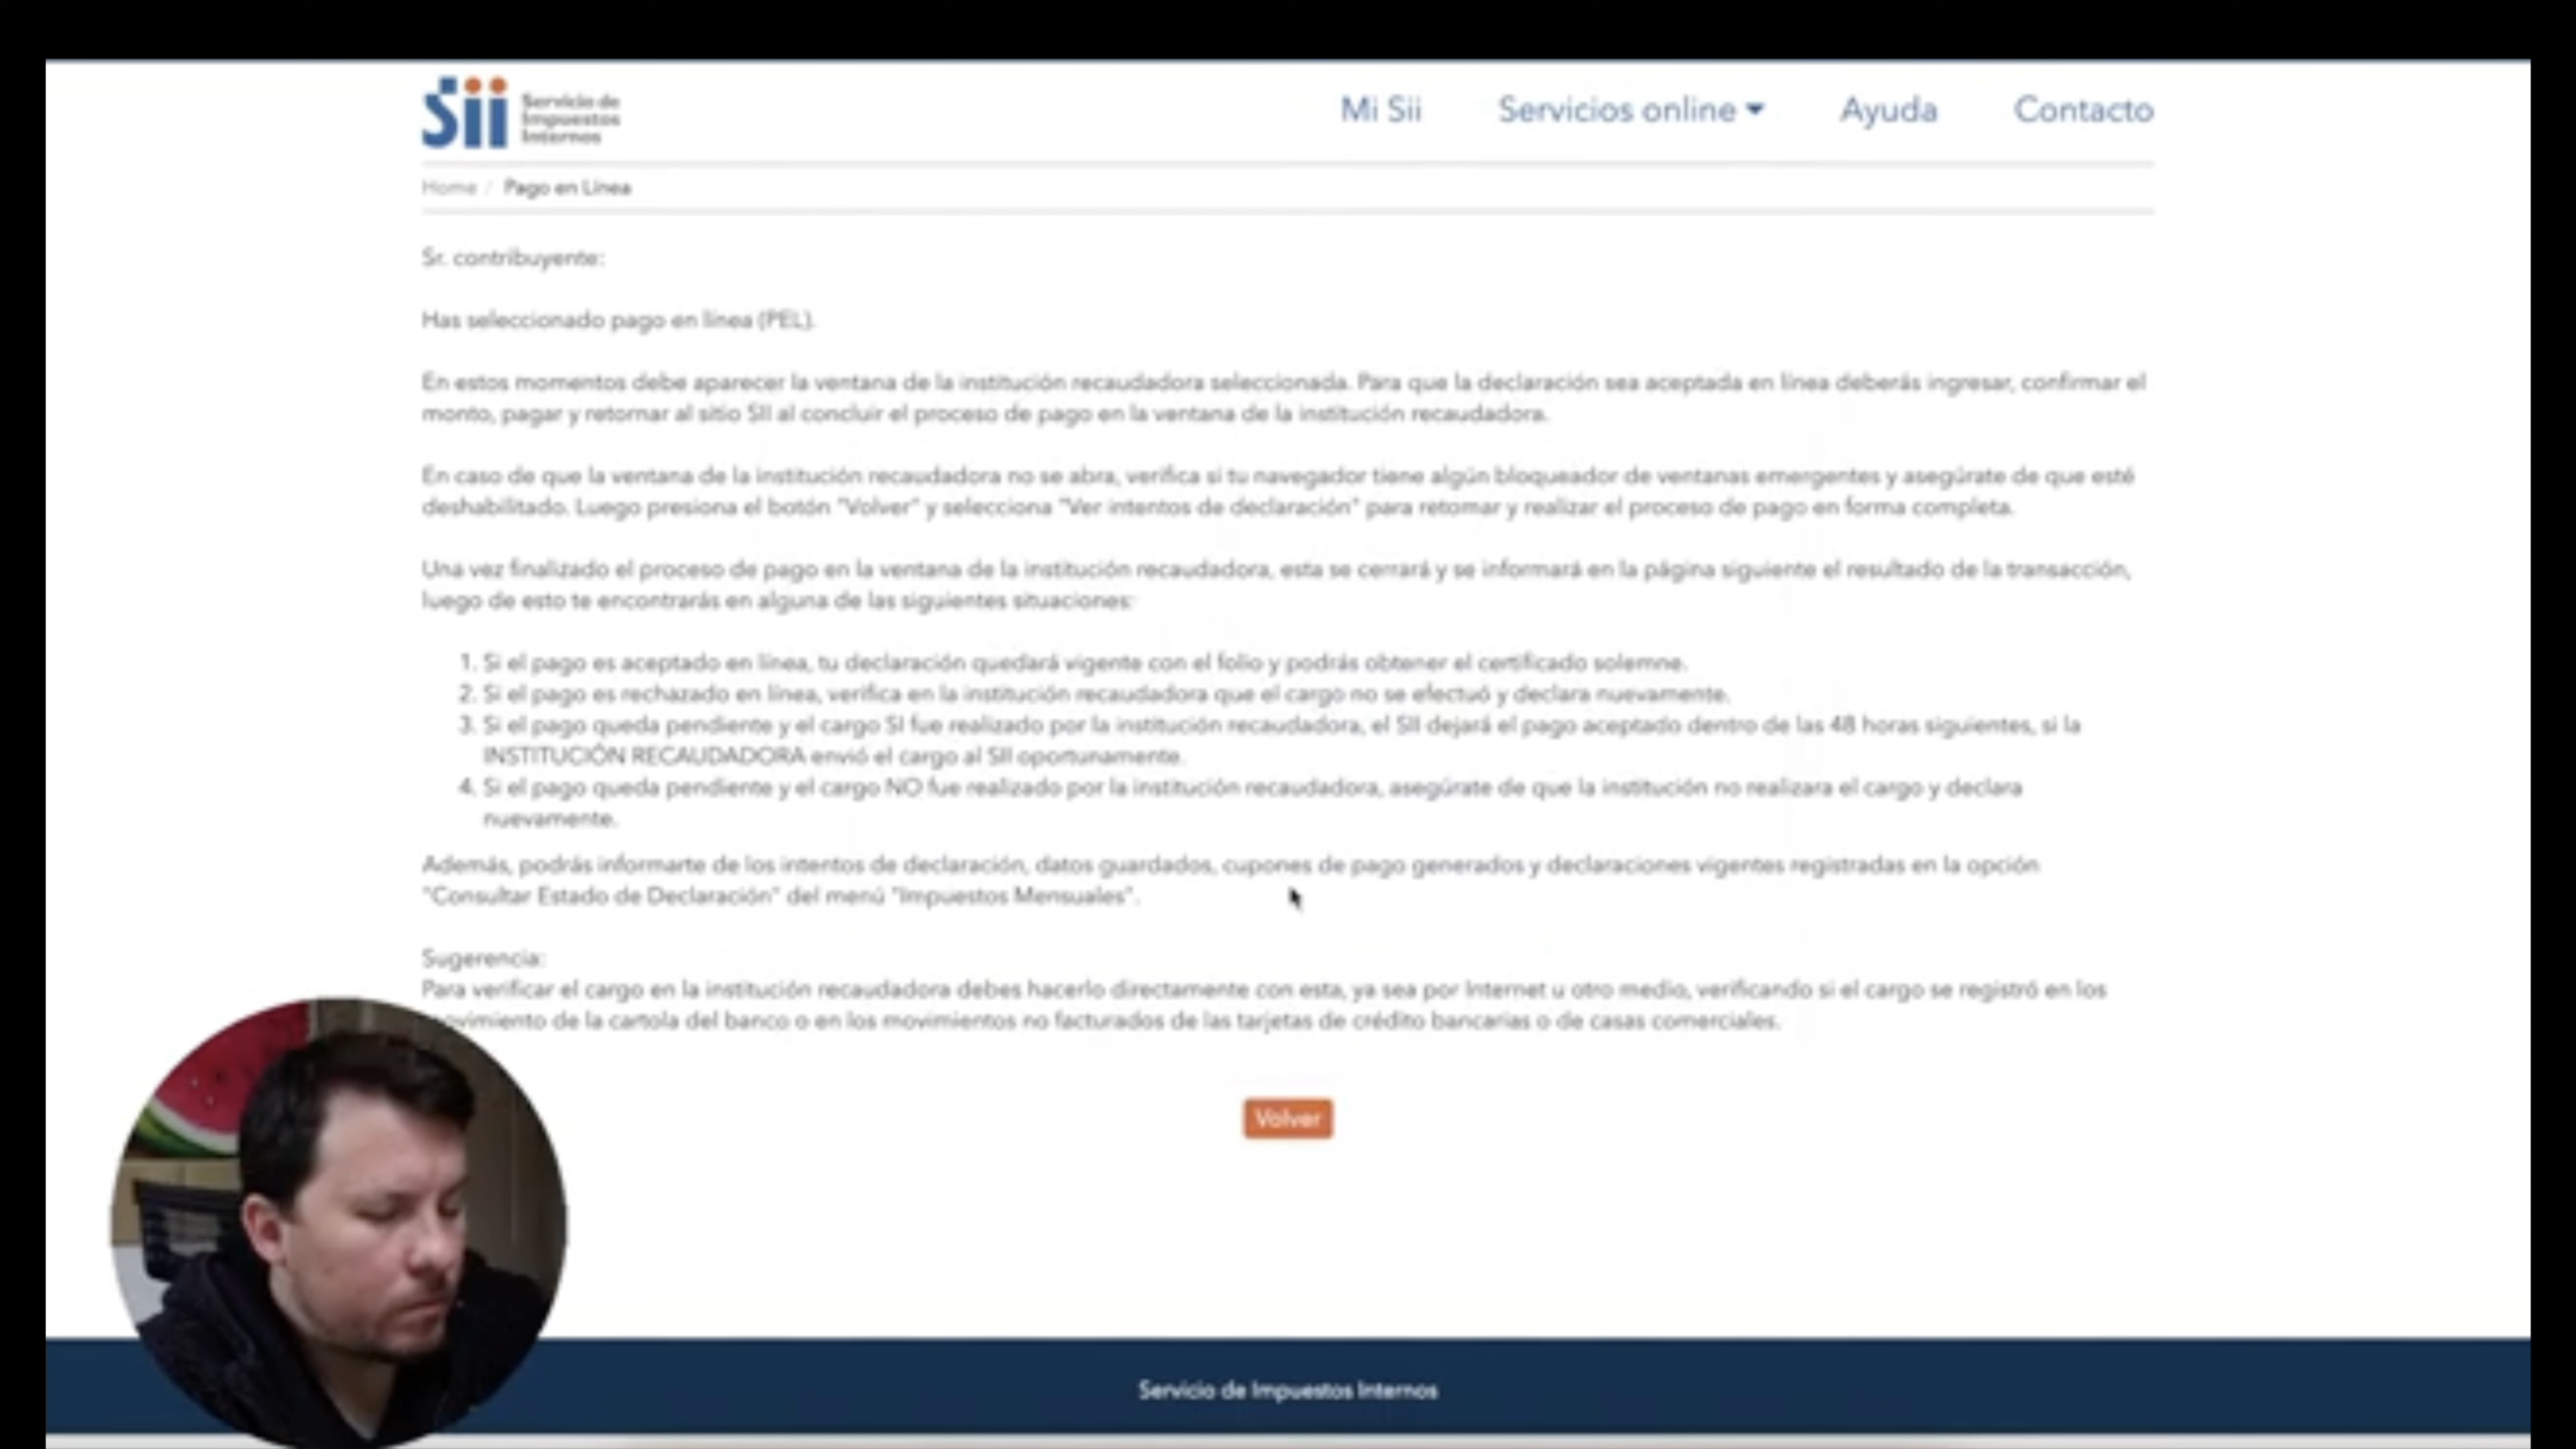 Sii Servicio de
Impuestos
Internos
Mi Sii Servicios online Ayuda Contacto
Home / Pago en Línea
Sr. contribuyente:
Has seleccionado pago en línea (PEL).
En estos momentos debe aparecer la ventana de la institución recaudadora seleccionada. Para que la declaración sea aceptada en línea deberás ingresar, confirmar el
monto, pagar y retornar al sitio SII al concluir el proceso de pago en la ventana de la institución recaudadora.
En caso de que la ventana de la institución recaudadora no se abra, verifica si tu navegador tiene algún bloqueador de ventanas emergentes y asegúrate de que esté
deshabilitado. Luego presiona el botón "Volver" y selecciona "Ver intentos de declaración" para retomar y realizar el proceso de pago en forma completa.
Una vez finalizado el proceso de pago en la ventana de la institución recaudadora, esta se cerrará y se informará en la página siguiente el resultado de la transacción,
luego de esto te encontrarás en alguna de las siguientes situaciones:
1. Si el pago es aceptado en línea, tu declaración quedará vigente con el folio y podrás obtener el certificado solemne.
2. Si el pago es rechazado en línea, verifica en la institución recaudadora que el cargo no se efectuó y declara nuevamente.
3. Si el pago queda pendiente y el cargo SI fue realizado por la institución recaudadora, el SII dejará el pago aceptado dentro de las 48 horas siguientes, si la
INSTITUCIÓN RECAUDADORA envió el cargo al SII oportunamente.
4. Si el pago queda pendiente y el cargo NO fue realizado por la institución recaudadora, asegúrate de que la institución no realizara el cargo y declara
nuevamente.
Además, podrás informarte de los intentos de declaración, datos guardados, cupones de pago generados y declaraciones vigentes registradas en la opción
"Consultar Estado de Declaración" del menú "Impuestos Mensuales".
Sugerencia:
Para verificar el cargo en la institución recaudadora debes hacerlo directamente con esta, ya sea por Internet u otro medio, verificando si el cargo se registró en los
ovimiento de la cartola del banco o en los movimientos no facturados de las tarjetas de crédito bancarias o de casas comerciales.
Volver
Servicio de Impuestos Internos